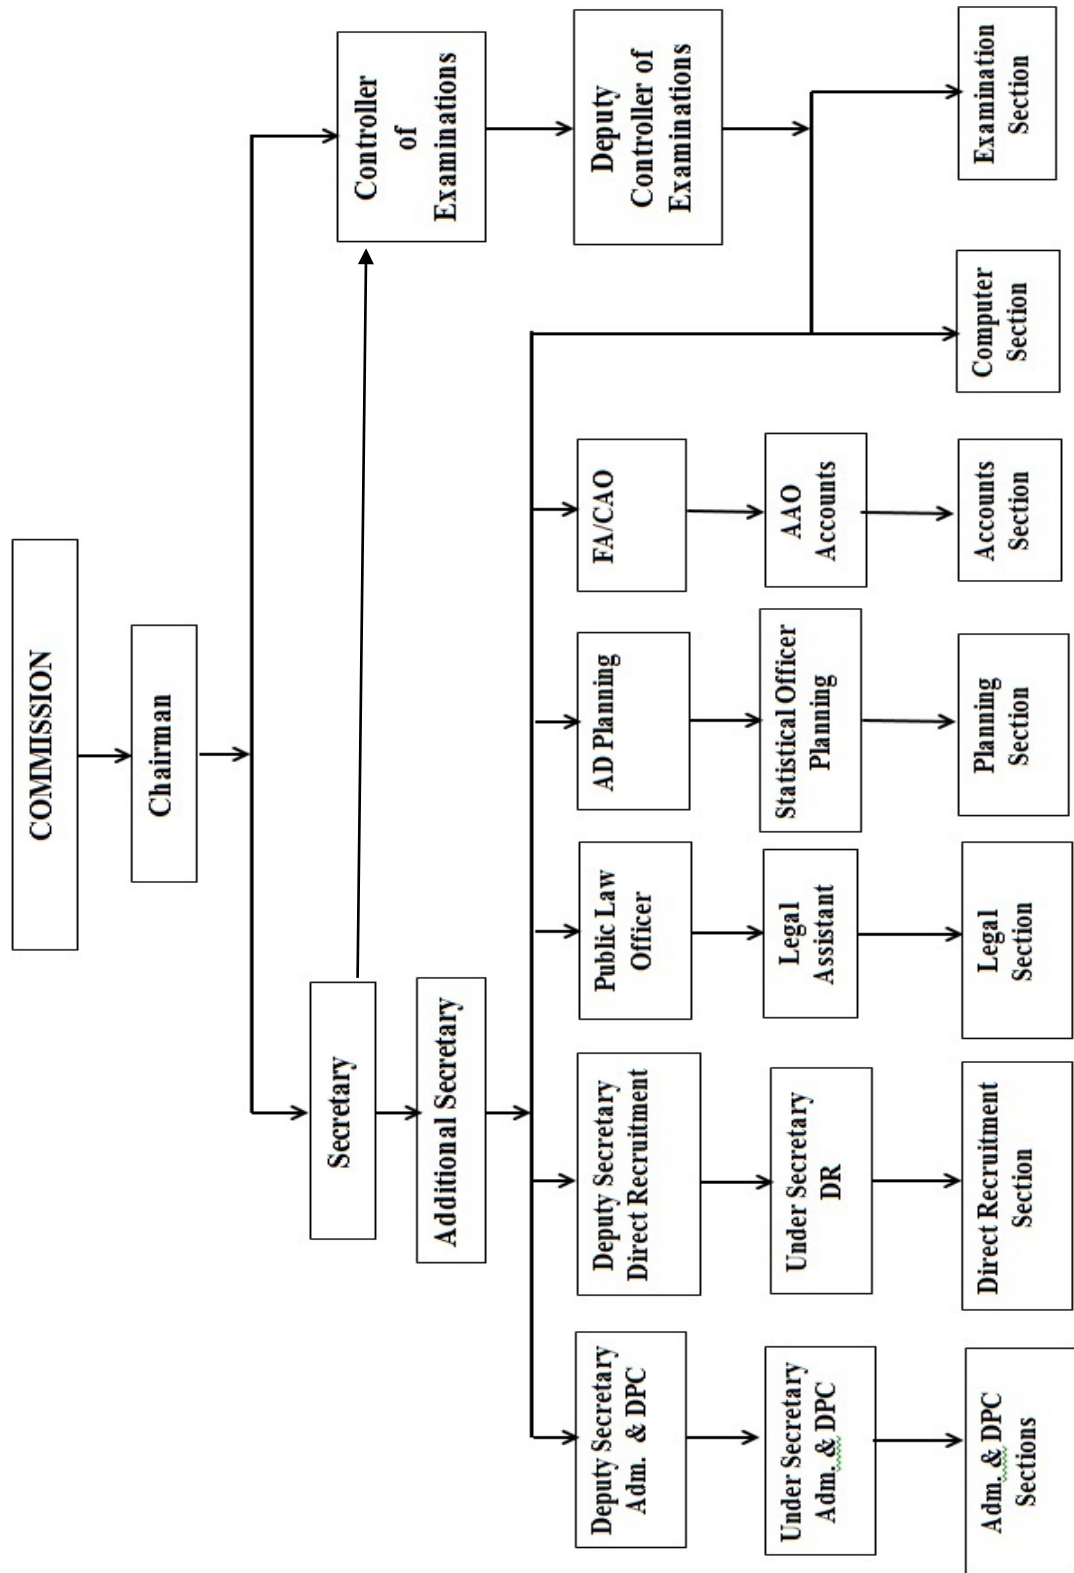 COMMISSION
Chairman
Secretary
Controller
of
Examinations
Additional Secretary
Deputy Secretary
Adm. & DPC
Deputy Secretary
Direct Recruitment
Public Law
Officer
AD Planning
FA/CAO
Deputy
Controller of
Examinations
Under Secretary
Adm. & DPC
Under Secretary
DR
Legal
Assistant
Statistical Officer
Planning
AAO
Accounts
Adm. & DPC
Sections
Direct Recruitment
Section
Legal
Section
Planning
Section
Accounts
Section
Computer
Section
Examination
Section